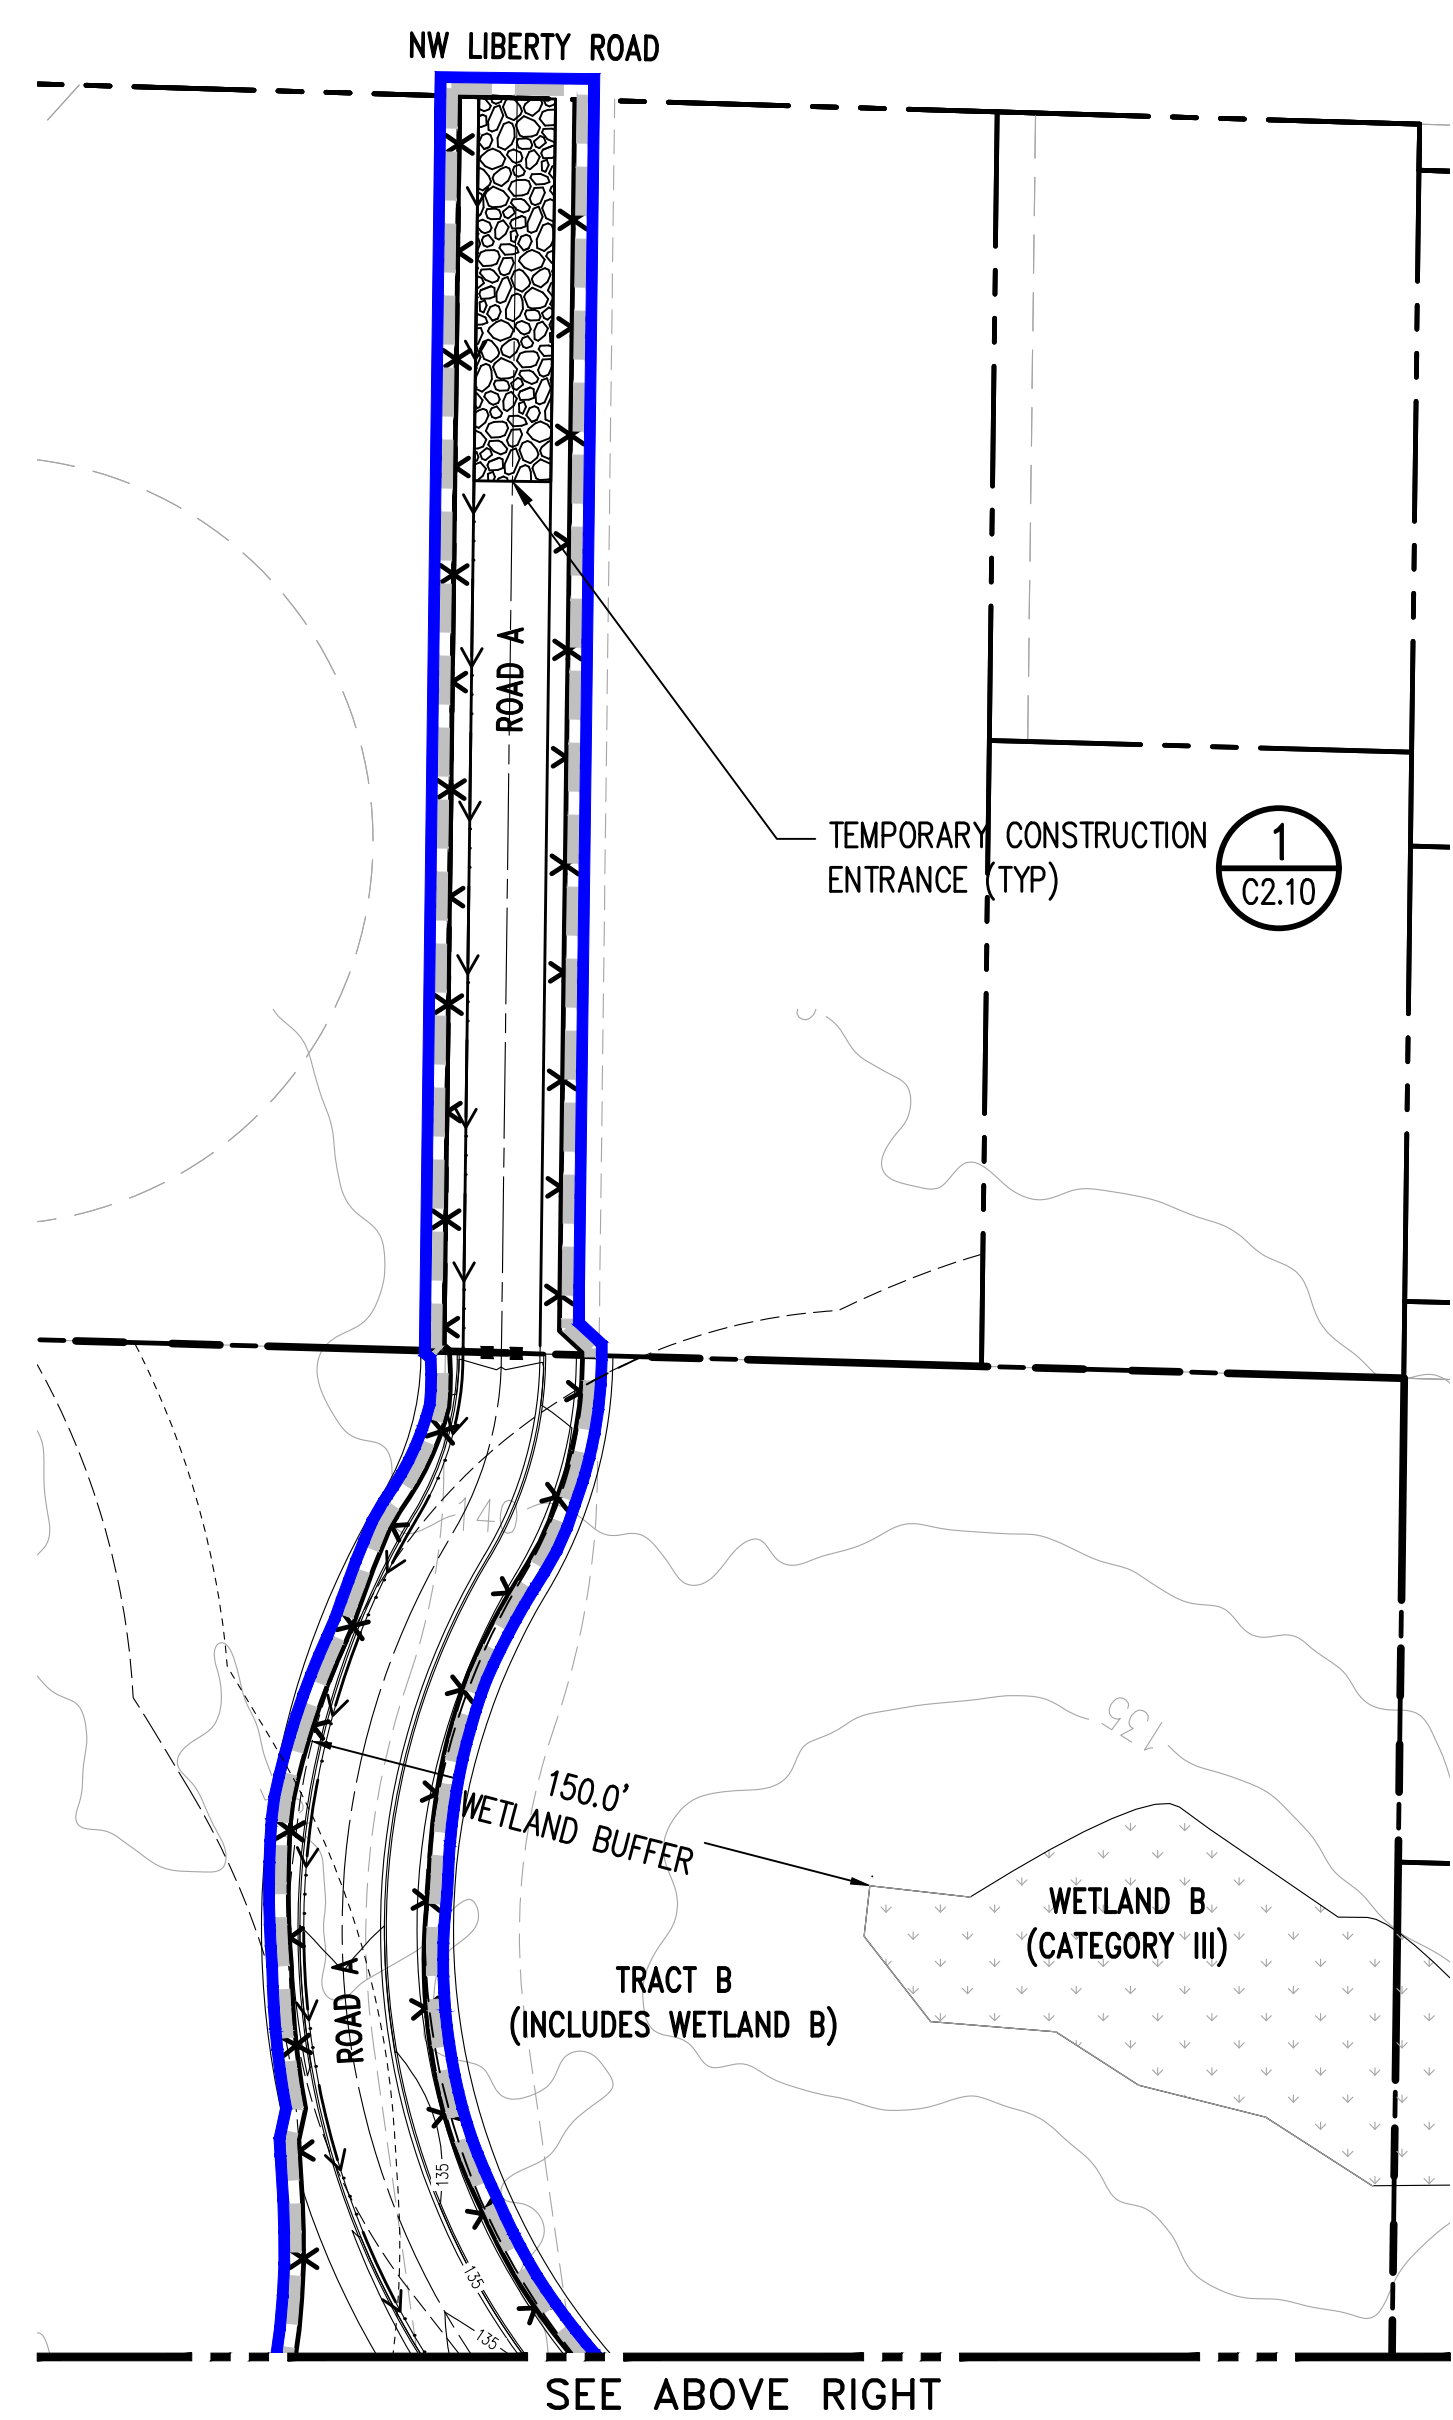 NW LIBERTY ROAD
ROAD A
TEMPORARY CONSTRUCTION
ENTRANCE (TYP)
1
C2.10
140
135
150.0'
WETLAND BUFFER
WETLAND B
(CATEGORY III)
TRACT B
(INCLUDES WETLAND B)
ROAD A
135
135
135
SEE ABOVE RIGHT